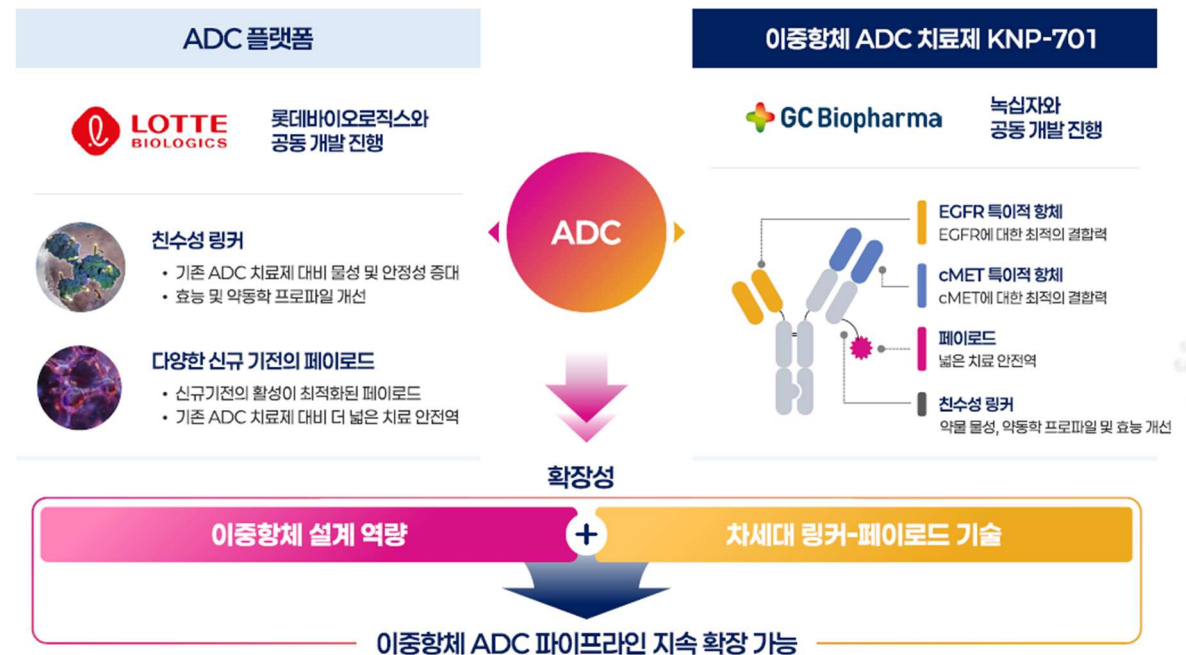 ADC 플랫폼
LOTTE
BIOLOGICS
롯데바이오로직스와
공동 개발 진행
친수성 링커
• 기존 ADC 치료제 대비 물성 및 안정성 증대
• 효능 및 약동학 프로파일 개선
다양한 신규 기전의 페이로드
• 신규기전의 활성이 최적화된 페이로드
• 기존 ADC 치료제 대비 더 넓은 치료 안전역
ADC
이중항체 ADC 치료제 KNP-701
GC Biopharma
녹십자와
공동 개발 진행
EGFR 특이적 항체
EGFR에 대한 최적의 결합력
cMET 특이적 항체
cMET에 대한 최적의 결합력
페이로드
넓은 치료 안전역
친수성 링커
약물 물성, 약동학 프로파일 및 효능 개선
확장성
이중항체 설계 역량
+
차세대 링커-페이로드 기술
이중항체 ADC 파이프라인 지속 확장 가능